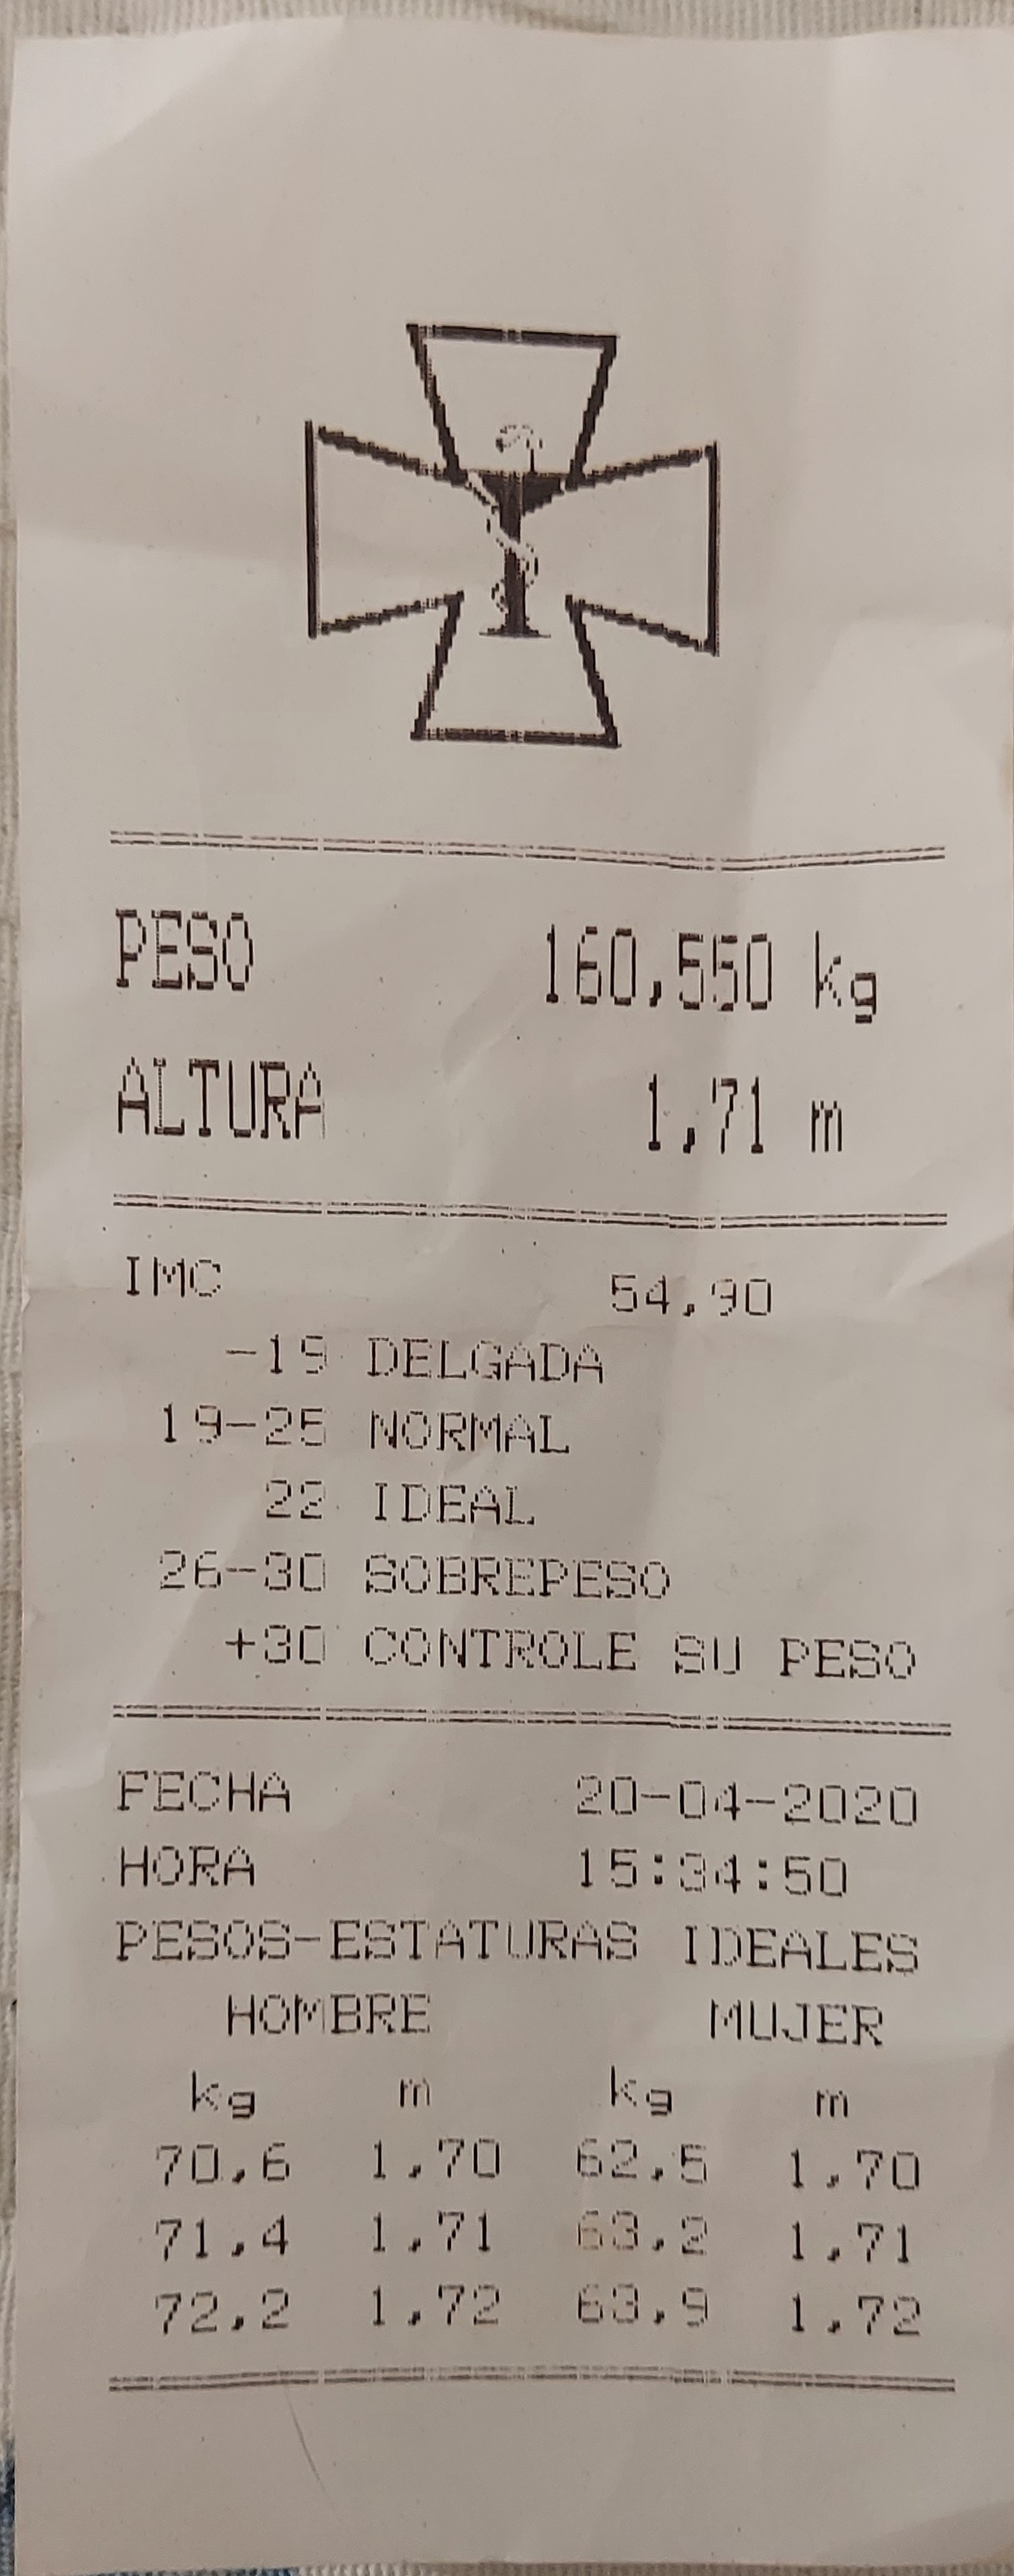 PESO 160,550 kg
ALTURA 1,71 m
IMC 54,90
-19 DELGADA
19-25 NORMAL
22 IDEAL
26-30 SOBREPESO
+30 CONTROLE SU PESO
FECHA 20-04-2020
HORA 15:34:50
PESOS-ESTATURAS IDEALES
HOMBRE MUJER
kg m kg m
70,6 1,70 62,5 1,70
71,4 1,71 63,2 1,71
72,2 1,72 63,9 1,72